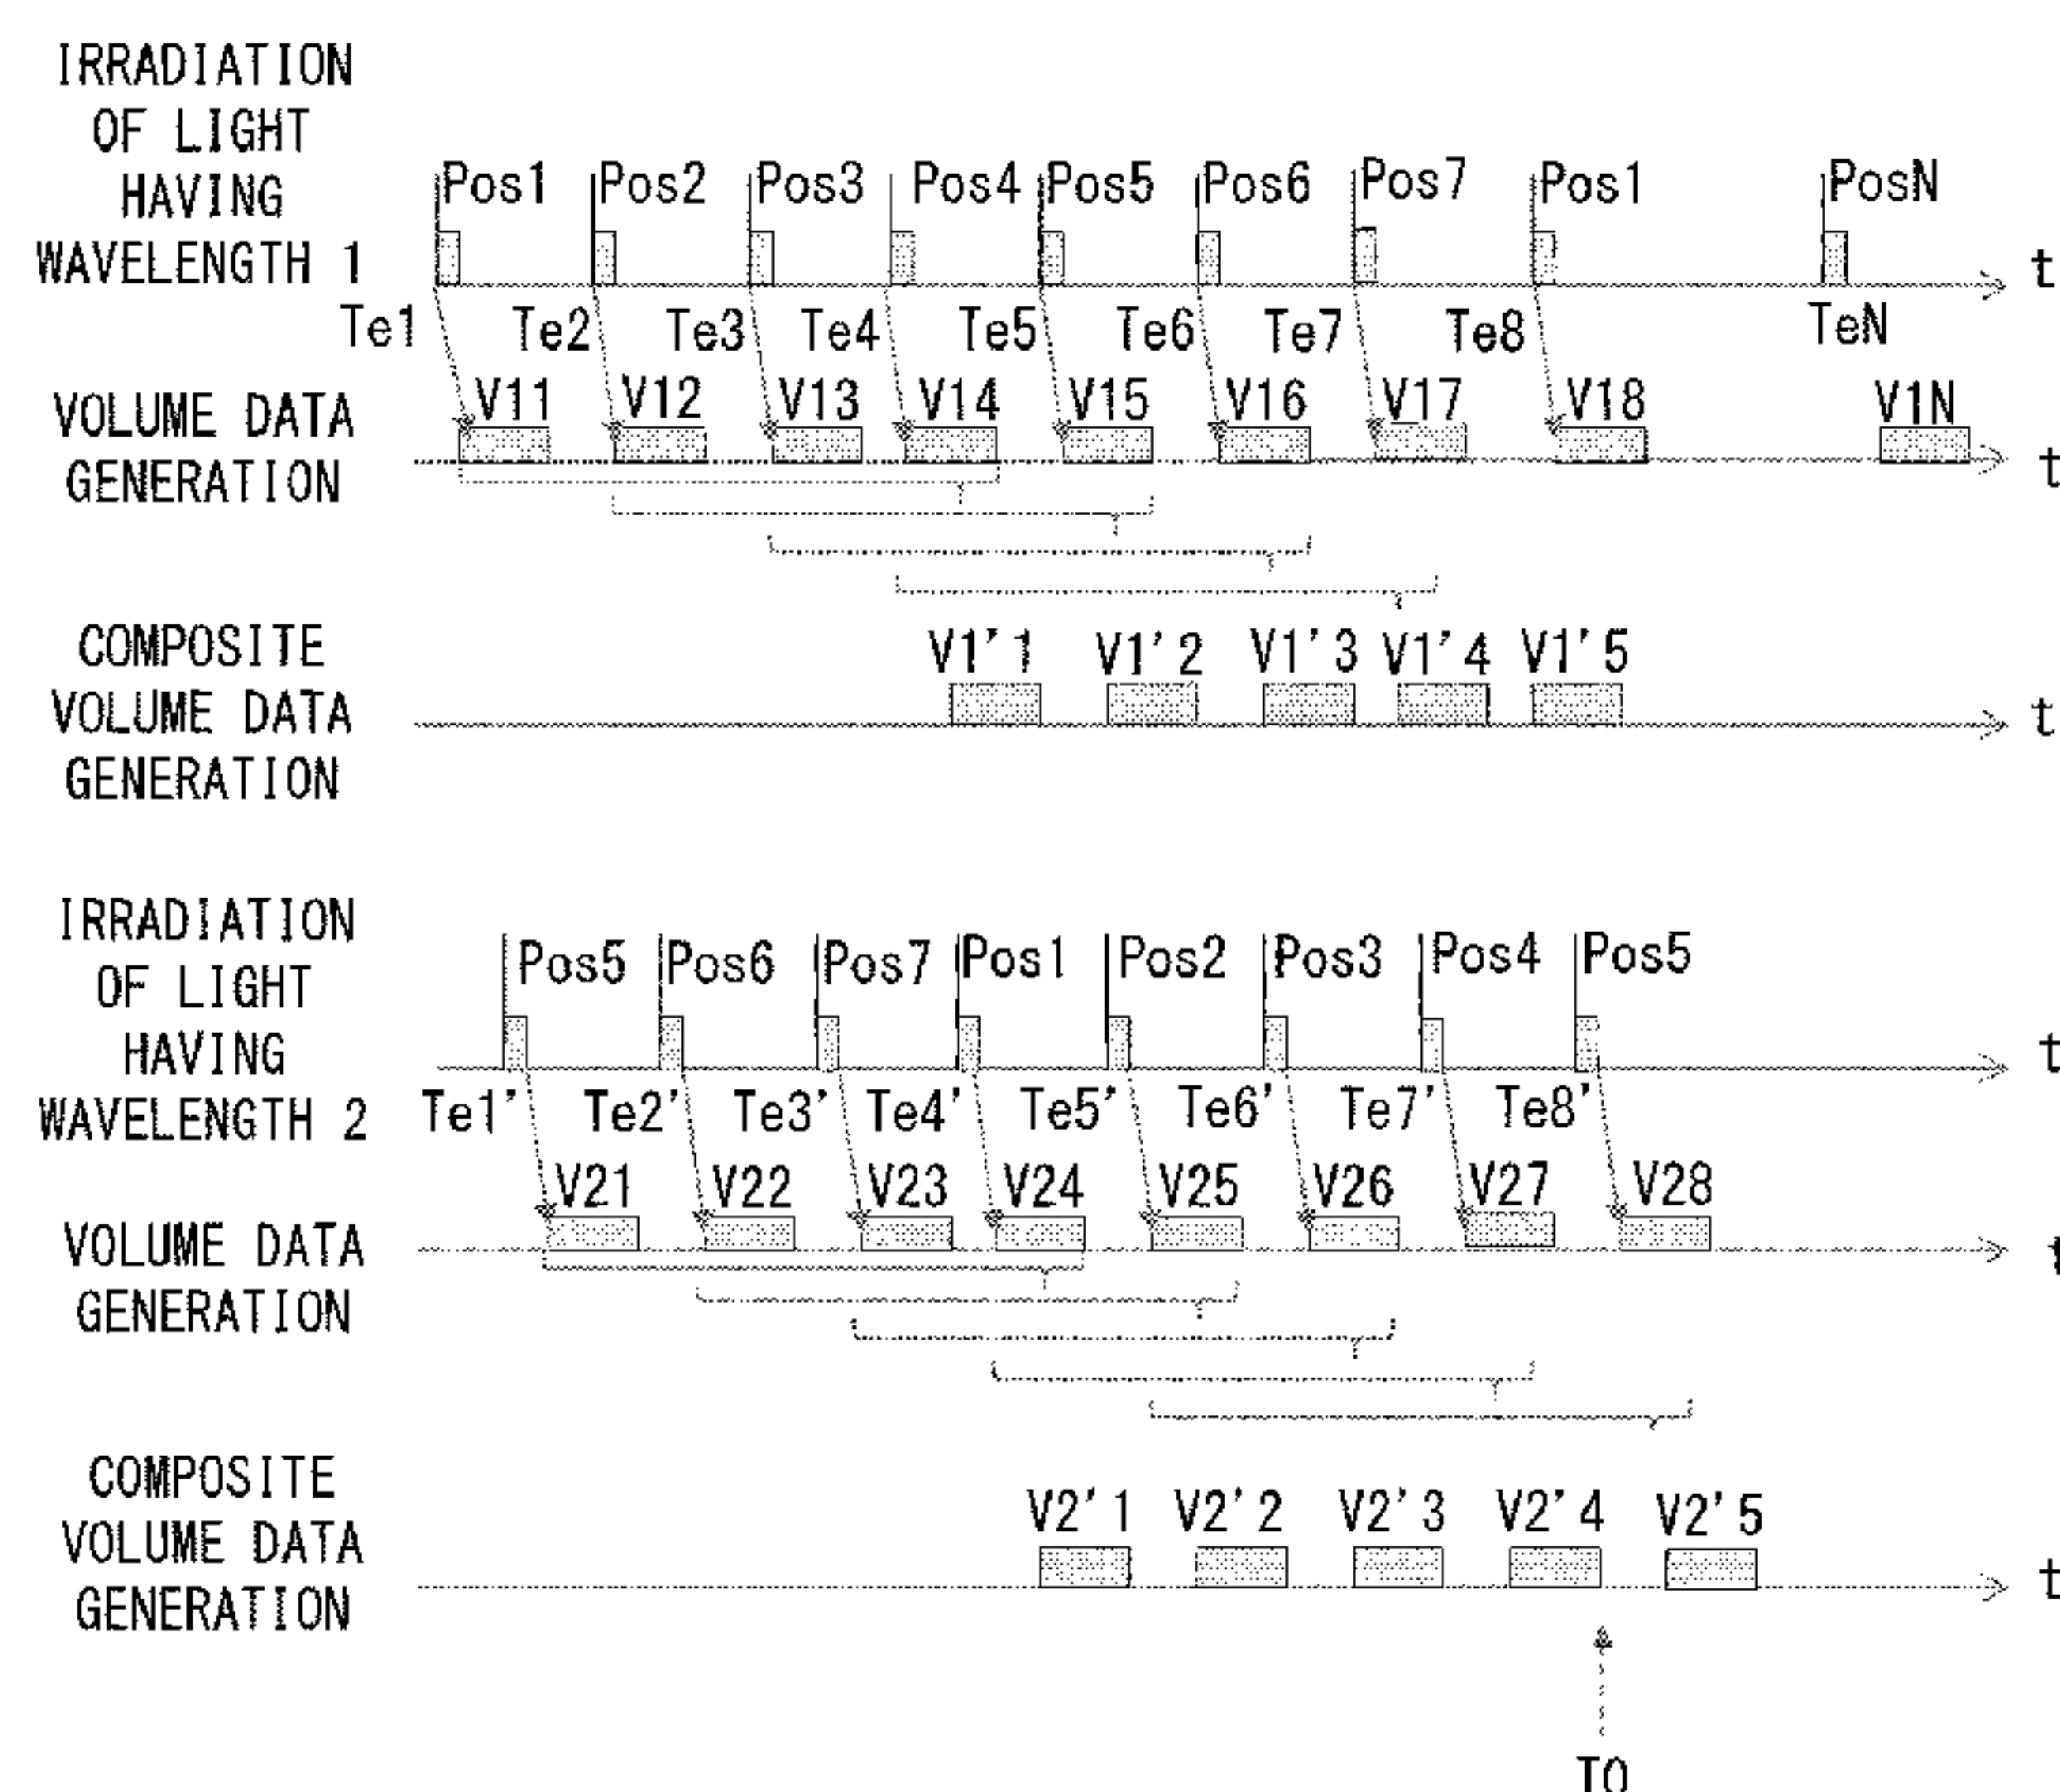 IRRADIATION
OF LIGHT
HAVING
WAVELENGTH 1
Pos1 Pos2 Pos3 Pos4 Pos5 Pos6 Pos7 Pos1 PosN
t
Te1 Te2 Te3 Te4 Te5 Te6 Te7 Te8 TeN
VOLUME DATA
GENERATION
V11 V12 V13 V14 V15 V16 V17 V18 V1N
t
COMPOSITE
VOLUME DATA
GENERATION
V1'1 V1'2 V1'3 V1'4 V1'5
t
IRRADIATION
OF LIGHT
HAVING
WAVELENGTH 2
Pos5 Pos6 Pos7 Pos1 Pos2 Pos3 Pos4 Pos5
t
Te1' Te2' Te3' Te4' Te5' Te6' Te7' Te8'
VOLUME DATA
GENERATION
V21 V22 V23 V24 V25 V26 V27 V28
t
COMPOSITE
VOLUME DATA
GENERATION
V2'1 V2'2 V2'3 V2'4 V2'5
t
T0